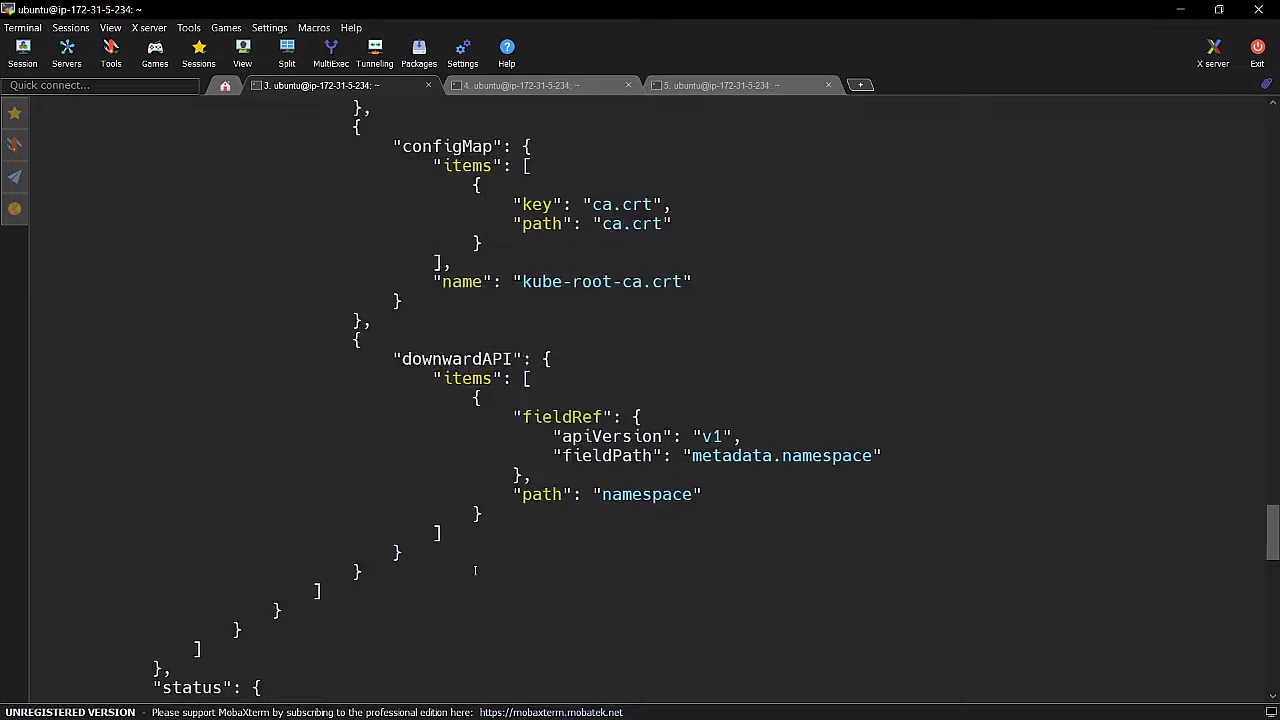 ubuntu@ip-172-31-5-234: ~
Terminal Sessions View X server Tools Games Settings Macros Help
Session Servers Tools Games Sessions View Split MultiExec Tunneling Packages Settings Help X server Exit
Quick connect...
3. ubuntu@ip-172-31-5-234: ~
4. ubuntu@ip-172-31-5-234: ~
5. ubuntu@ip-172-31-5-234: ~
},
{
"configMap": {
"items": [
{
"key": "ca.crt",
"path": "ca.crt"
}
],
"name": "kube-root-ca.crt"
}
},
{
"downwardAPI": {
"items": [
{
"fieldRef": {
"apiVersion": "v1",
"fieldPath": "metadata.namespace"
},
"path": "namespace"
}
]
}
}
]
}
}
]
},
"status": {
UNREGISTERED VERSION - Please support MobaXterm by subscribing to the professional edition here: https://mobaxterm.mobatek.net